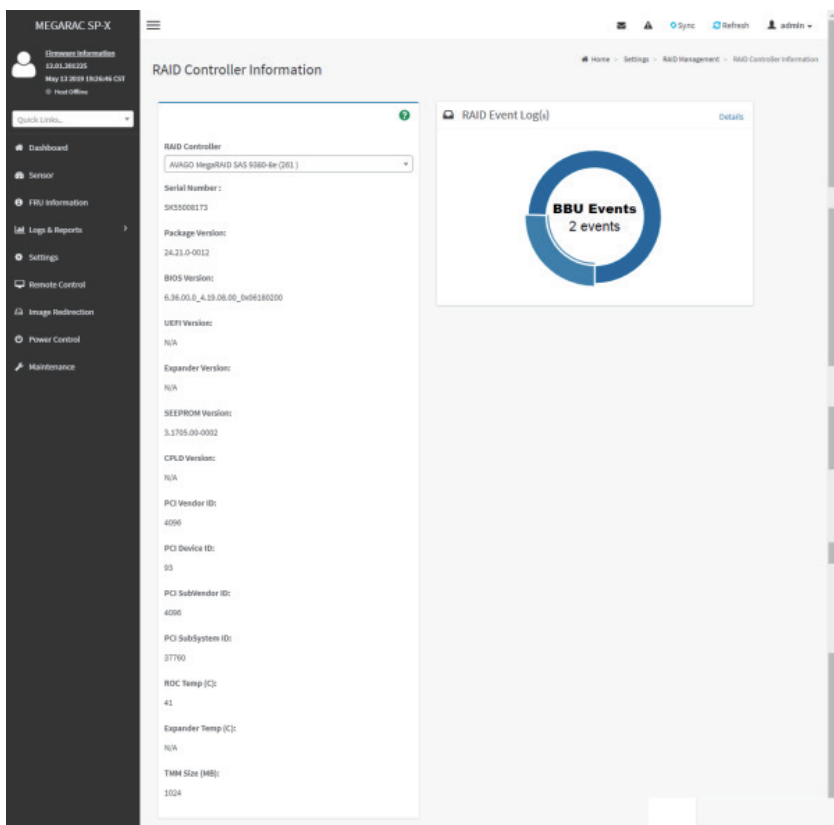 MEGARAC SP-X
Sync
Refresh
admin
Firmware Information
13.01.301335
May 13 2019 19:26:46 CST
Host Offline
Quick Links...
Dashboard
Sensor
FRU Information
Logs & Reports
Settings
Remote Control
Image Redirection
Power Control
Maintenance
RAID Controller Information
Home > Settings > RAID Management > RAID Controller Information
RAID Controller
AVAGO MegaRAID SAS 9380-8e (261 )
Serial Number :
SK55008173
Package Version:
24.21.0-0012
BIOS Version:
6.36.00.0_4.19.08.00_0x06180200
UEFI Version:
N/A
Expander Version:
N/A
SEEPROM Version:
3.1705.00-0002
CPLD Version:
N/A
PCI Vendor ID:
4096
PCI Device ID:
93
PCI SubVendor ID:
4096
PCI SubSystem ID:
37760
ROC Temp (C):
41
Expander Temp (C):
N/A
TMM Size (MB):
1024
RAID Event Log(s)
Details
BBU Events
2 events